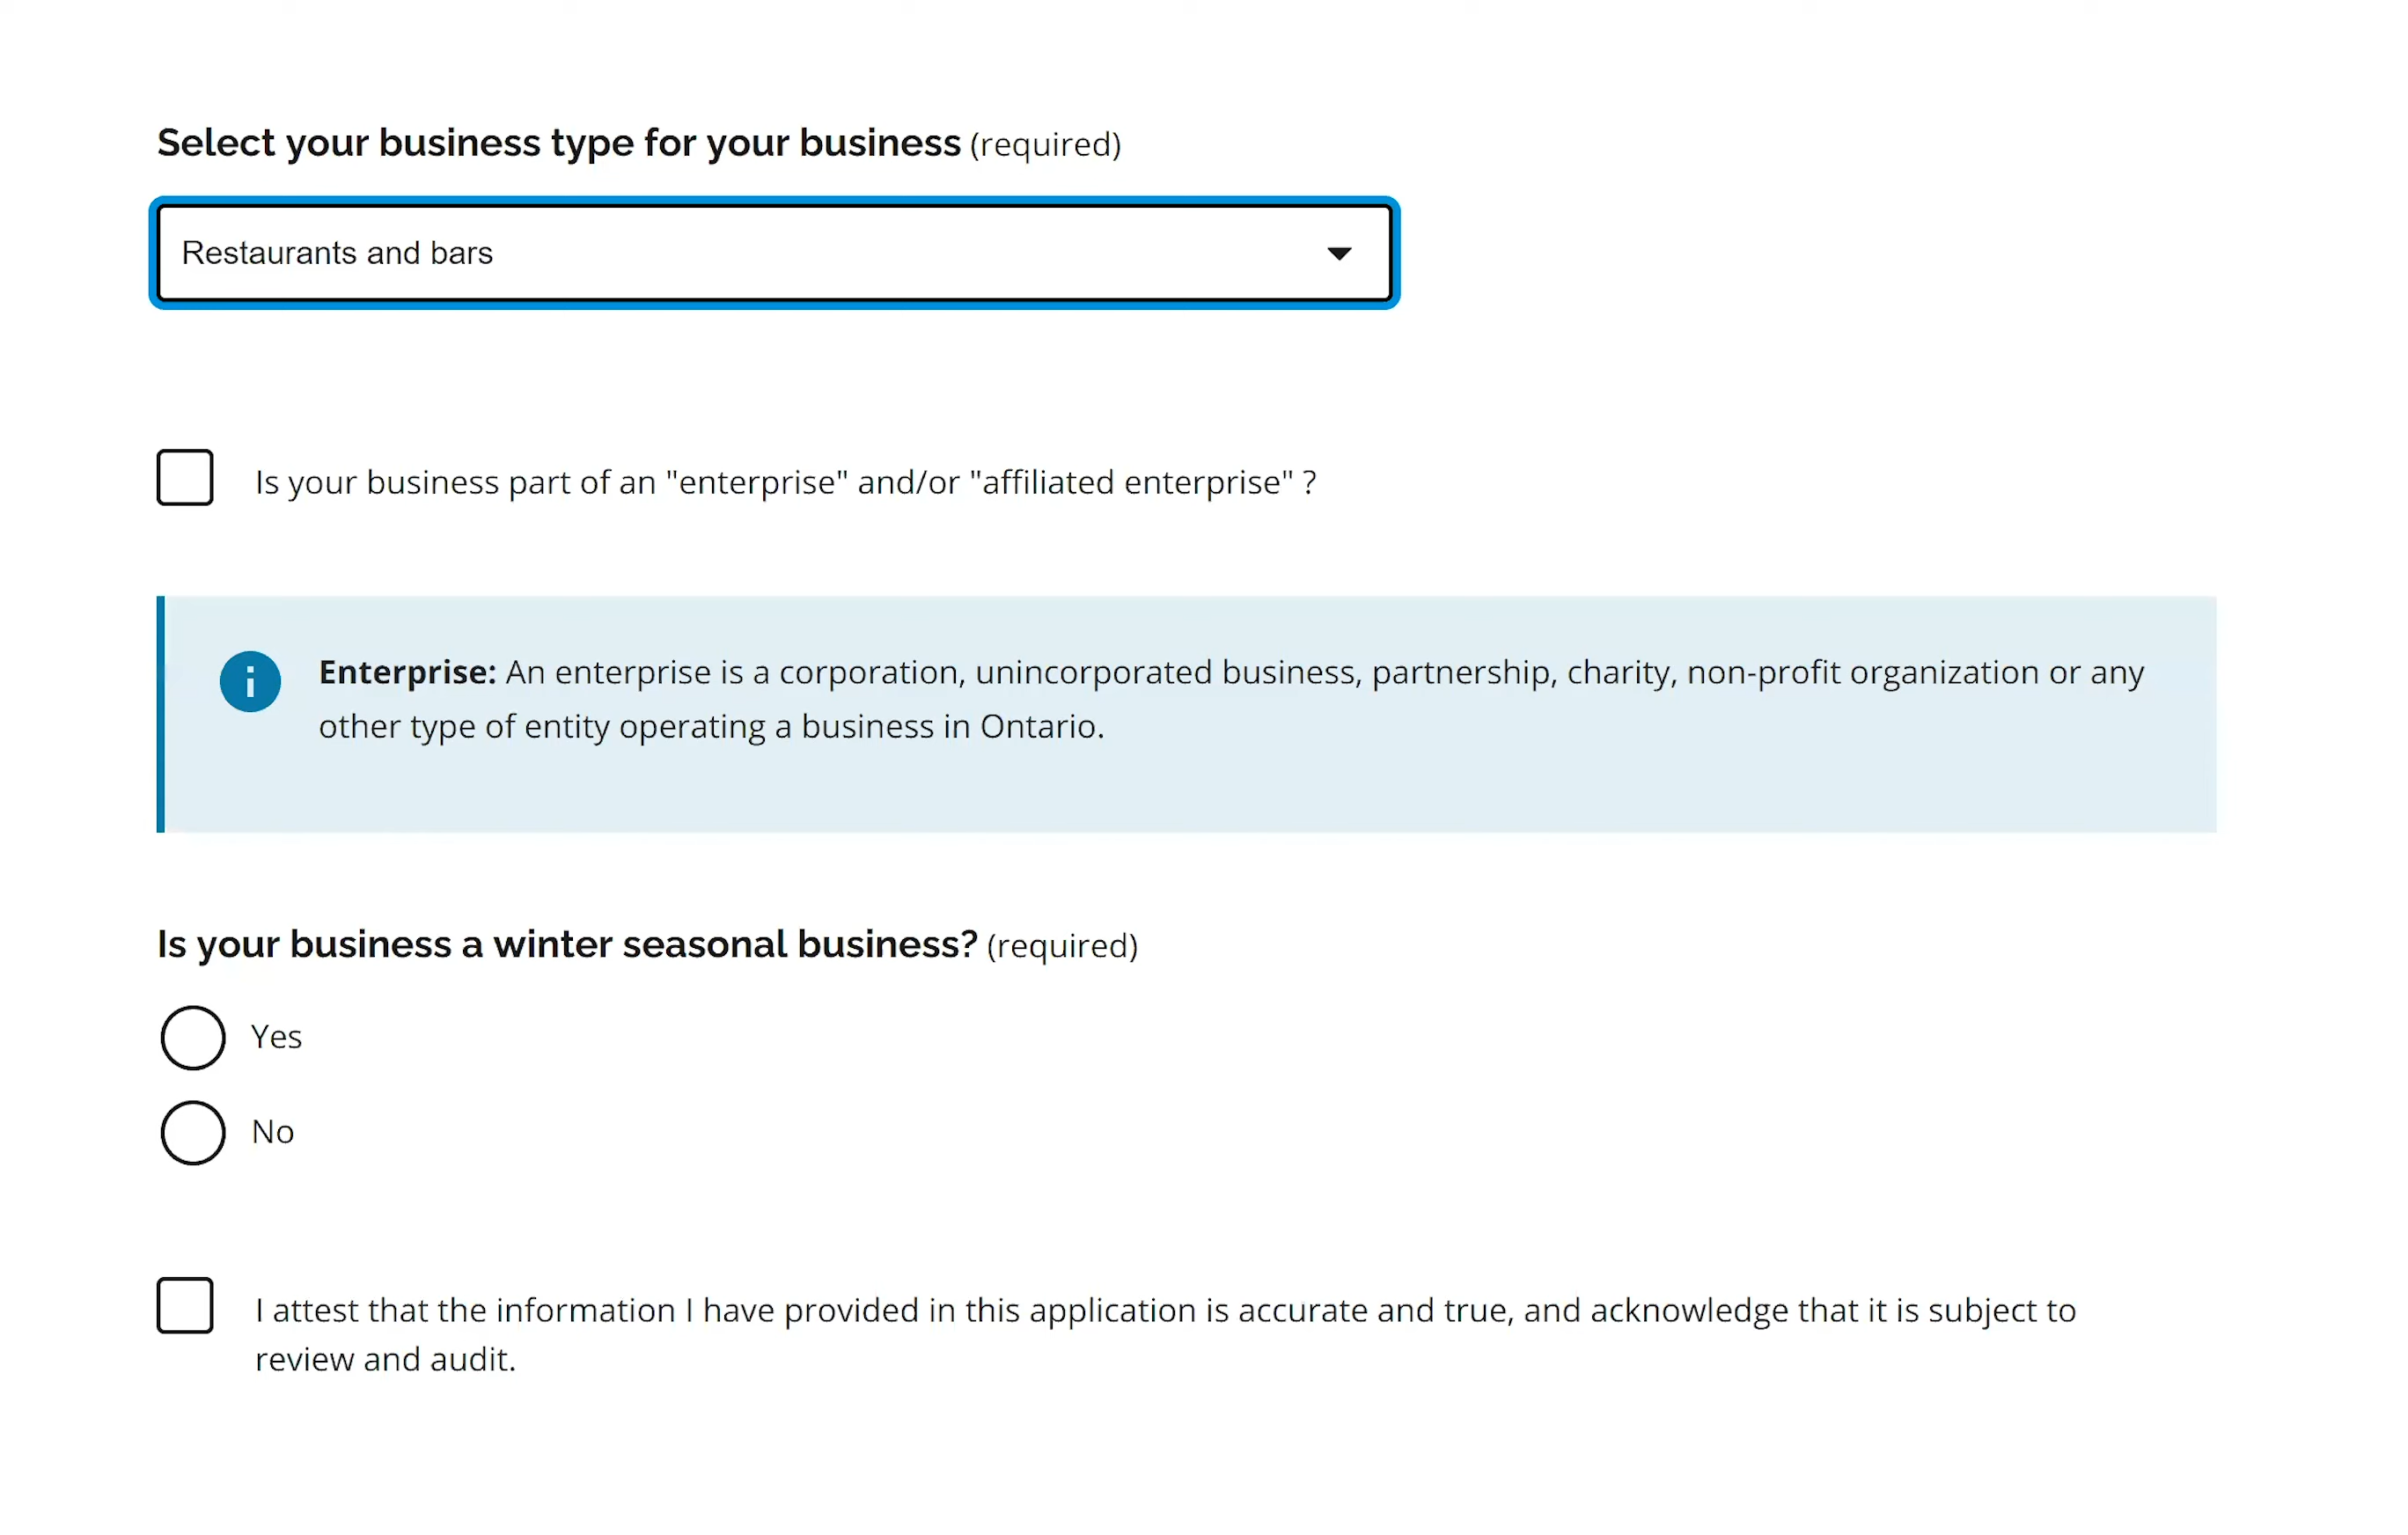 Select your business type for your business (required)
Restaurants and bars
Is your business part of an "enterprise" and/or "affiliated enterprise" ?
Enterprise: An enterprise is a corporation, unincorporated business, partnership, charity, non-profit organization or any
other type of entity operating a business in Ontario.
Is your business a winter seasonal business? (required)
Yes
No
I attest that the information I have provided in this application is accurate and true, and acknowledge that it is subject to
review and audit.